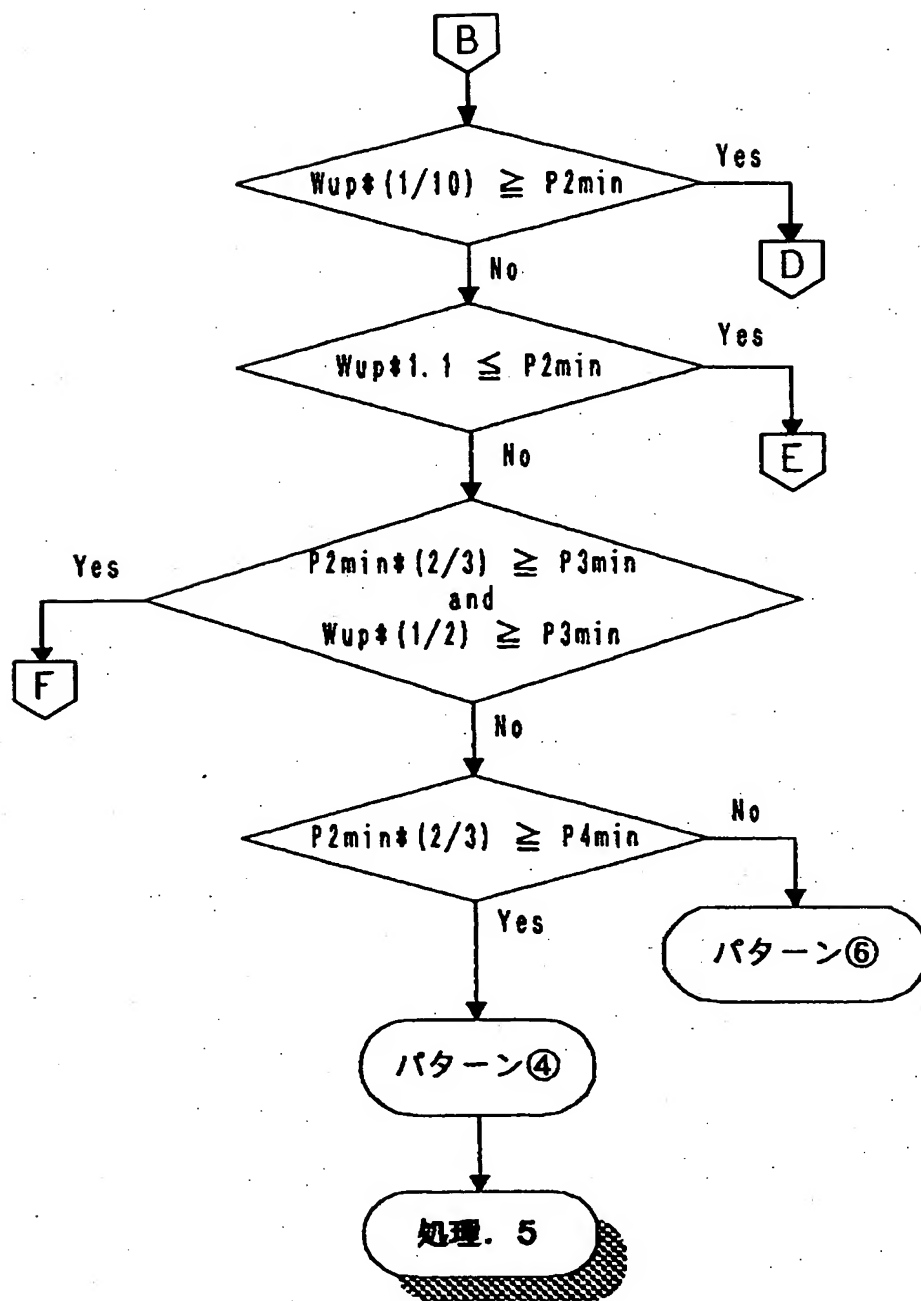 B
Wup*(1/10) ≧ P2min
Yes
D
No
Wup*1.1 ≦ P2min
Yes
E
No
P2min*(2/3) ≧ P3min
and
Wup*(1/2) ≧ P3min
Yes
F
No
P2min*(2/3) ≧ P4min
No
パターン⑥
Yes
パターン④
処理. 5